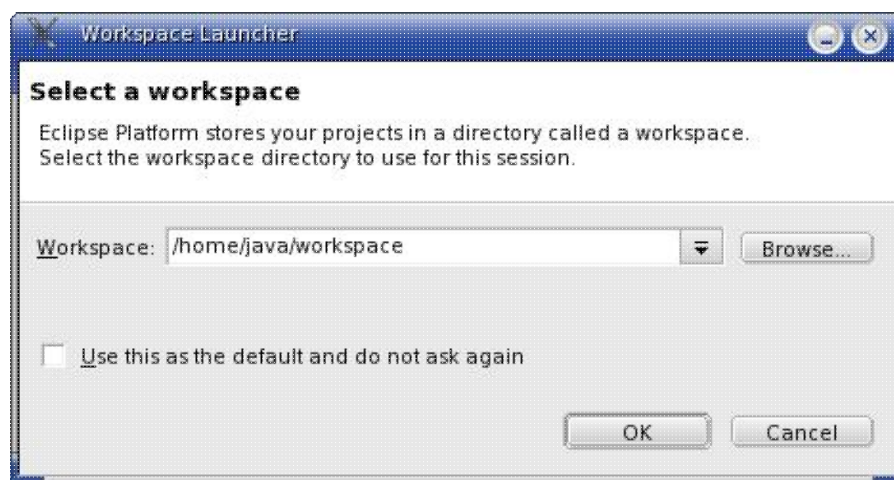 Workspace Launcher
Select a workspace
Eclipse Platform stores your projects in a directory called a workspace.
Select the workspace directory to use for this session.
Workspace: /home/java/workspace Browse...
Use this as the default and do not ask again
OK Cancel